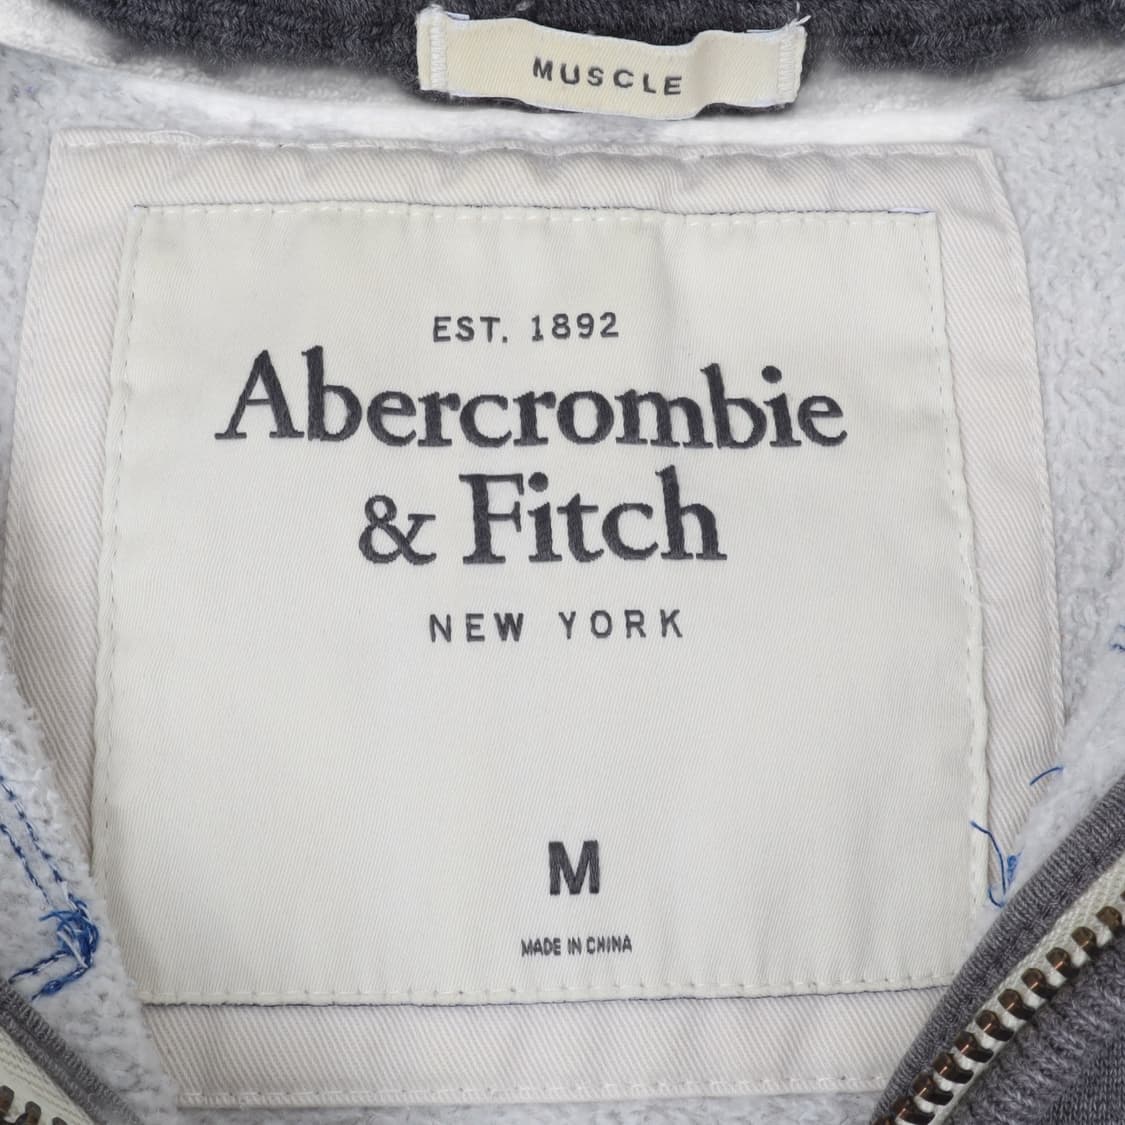 MUSCLE
EST. 1892
Abercrombie
& Fitch
NEW YORK
M
MADE IN CHINA